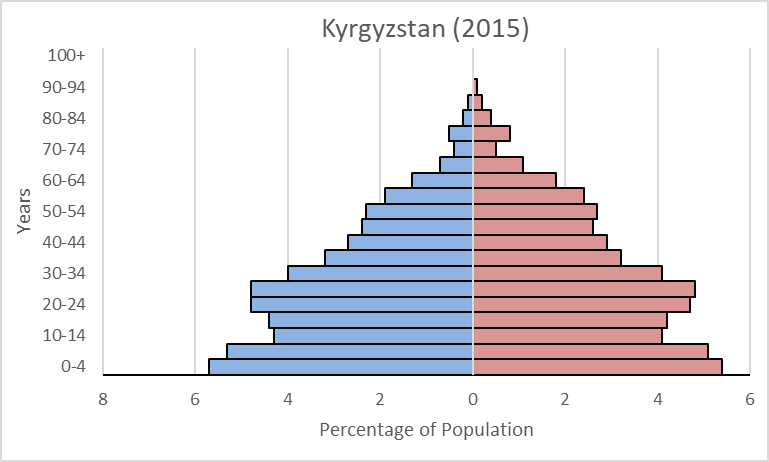 Kyrgyzstan (2015)
100+
90-94
80-84
70-74
60-64
50-54
40-44
30-34
20-24
10-14
0-4
Years
8 6 4 2 0 2 4 6
Percentage of Population